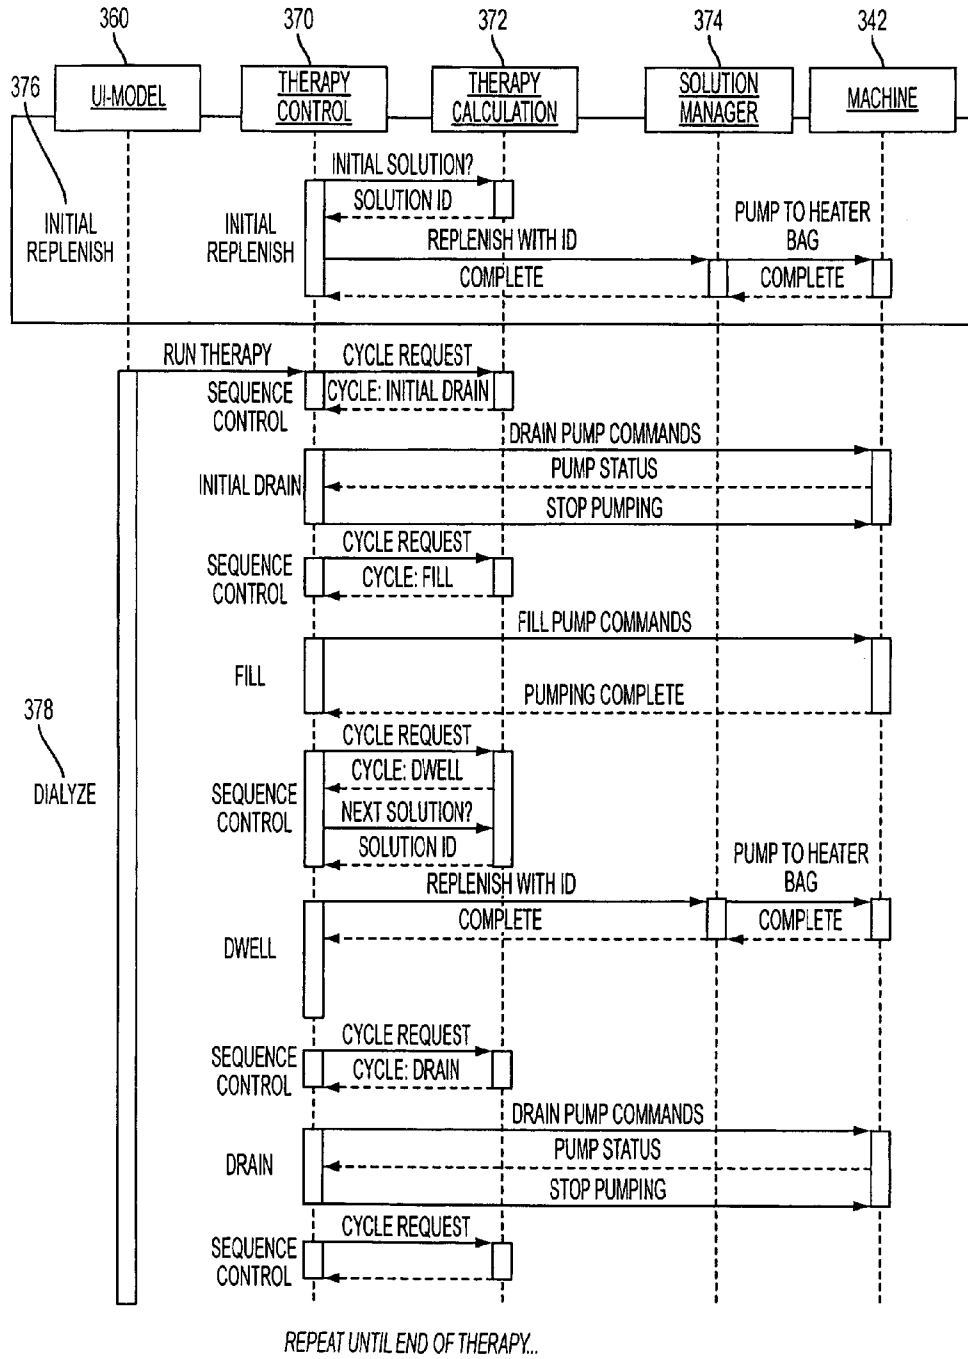 360
370
372
374
342
376
UI-MODEL
THERAPY
CONTROL
THERAPY
CALCULATION
SOLUTION
MANAGER
MACHINE
INITIAL
REPLENISH
INITIAL
REPLENISH
INITIAL SOLUTION?
SOLUTION ID
REPLENISH WITH ID
COMPLETE
PUMP TO HEATER
BAG
COMPLETE
RUN THERAPY
CYCLE REQUEST
SEQUENCE
CONTROL
CYCLE: INITIAL DRAIN
DRAIN PUMP COMMANDS
INITIAL DRAIN
PUMP STATUS
STOP PUMPING
CYCLE REQUEST
SEQUENCE
CONTROL
CYCLE: FILL
FILL PUMP COMMANDS
FILL
PUMPING COMPLETE
378
DIALYZE
CYCLE REQUEST
CYCLE: DWELL
SEQUENCE
CONTROL
NEXT SOLUTION?
SOLUTION ID
REPLENISH WITH ID
COMPLETE
PUMP TO HEATER
BAG
COMPLETE
DWELL
CYCLE REQUEST
SEQUENCE
CONTROL
CYCLE: DRAIN
DRAIN PUMP COMMANDS
DRAIN
PUMP STATUS
STOP PUMPING
CYCLE REQUEST
SEQUENCE
CONTROL
REPEAT UNTIL END OF THERAPY...